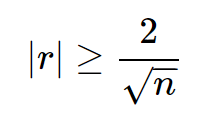 |r| ≥ 2/√n